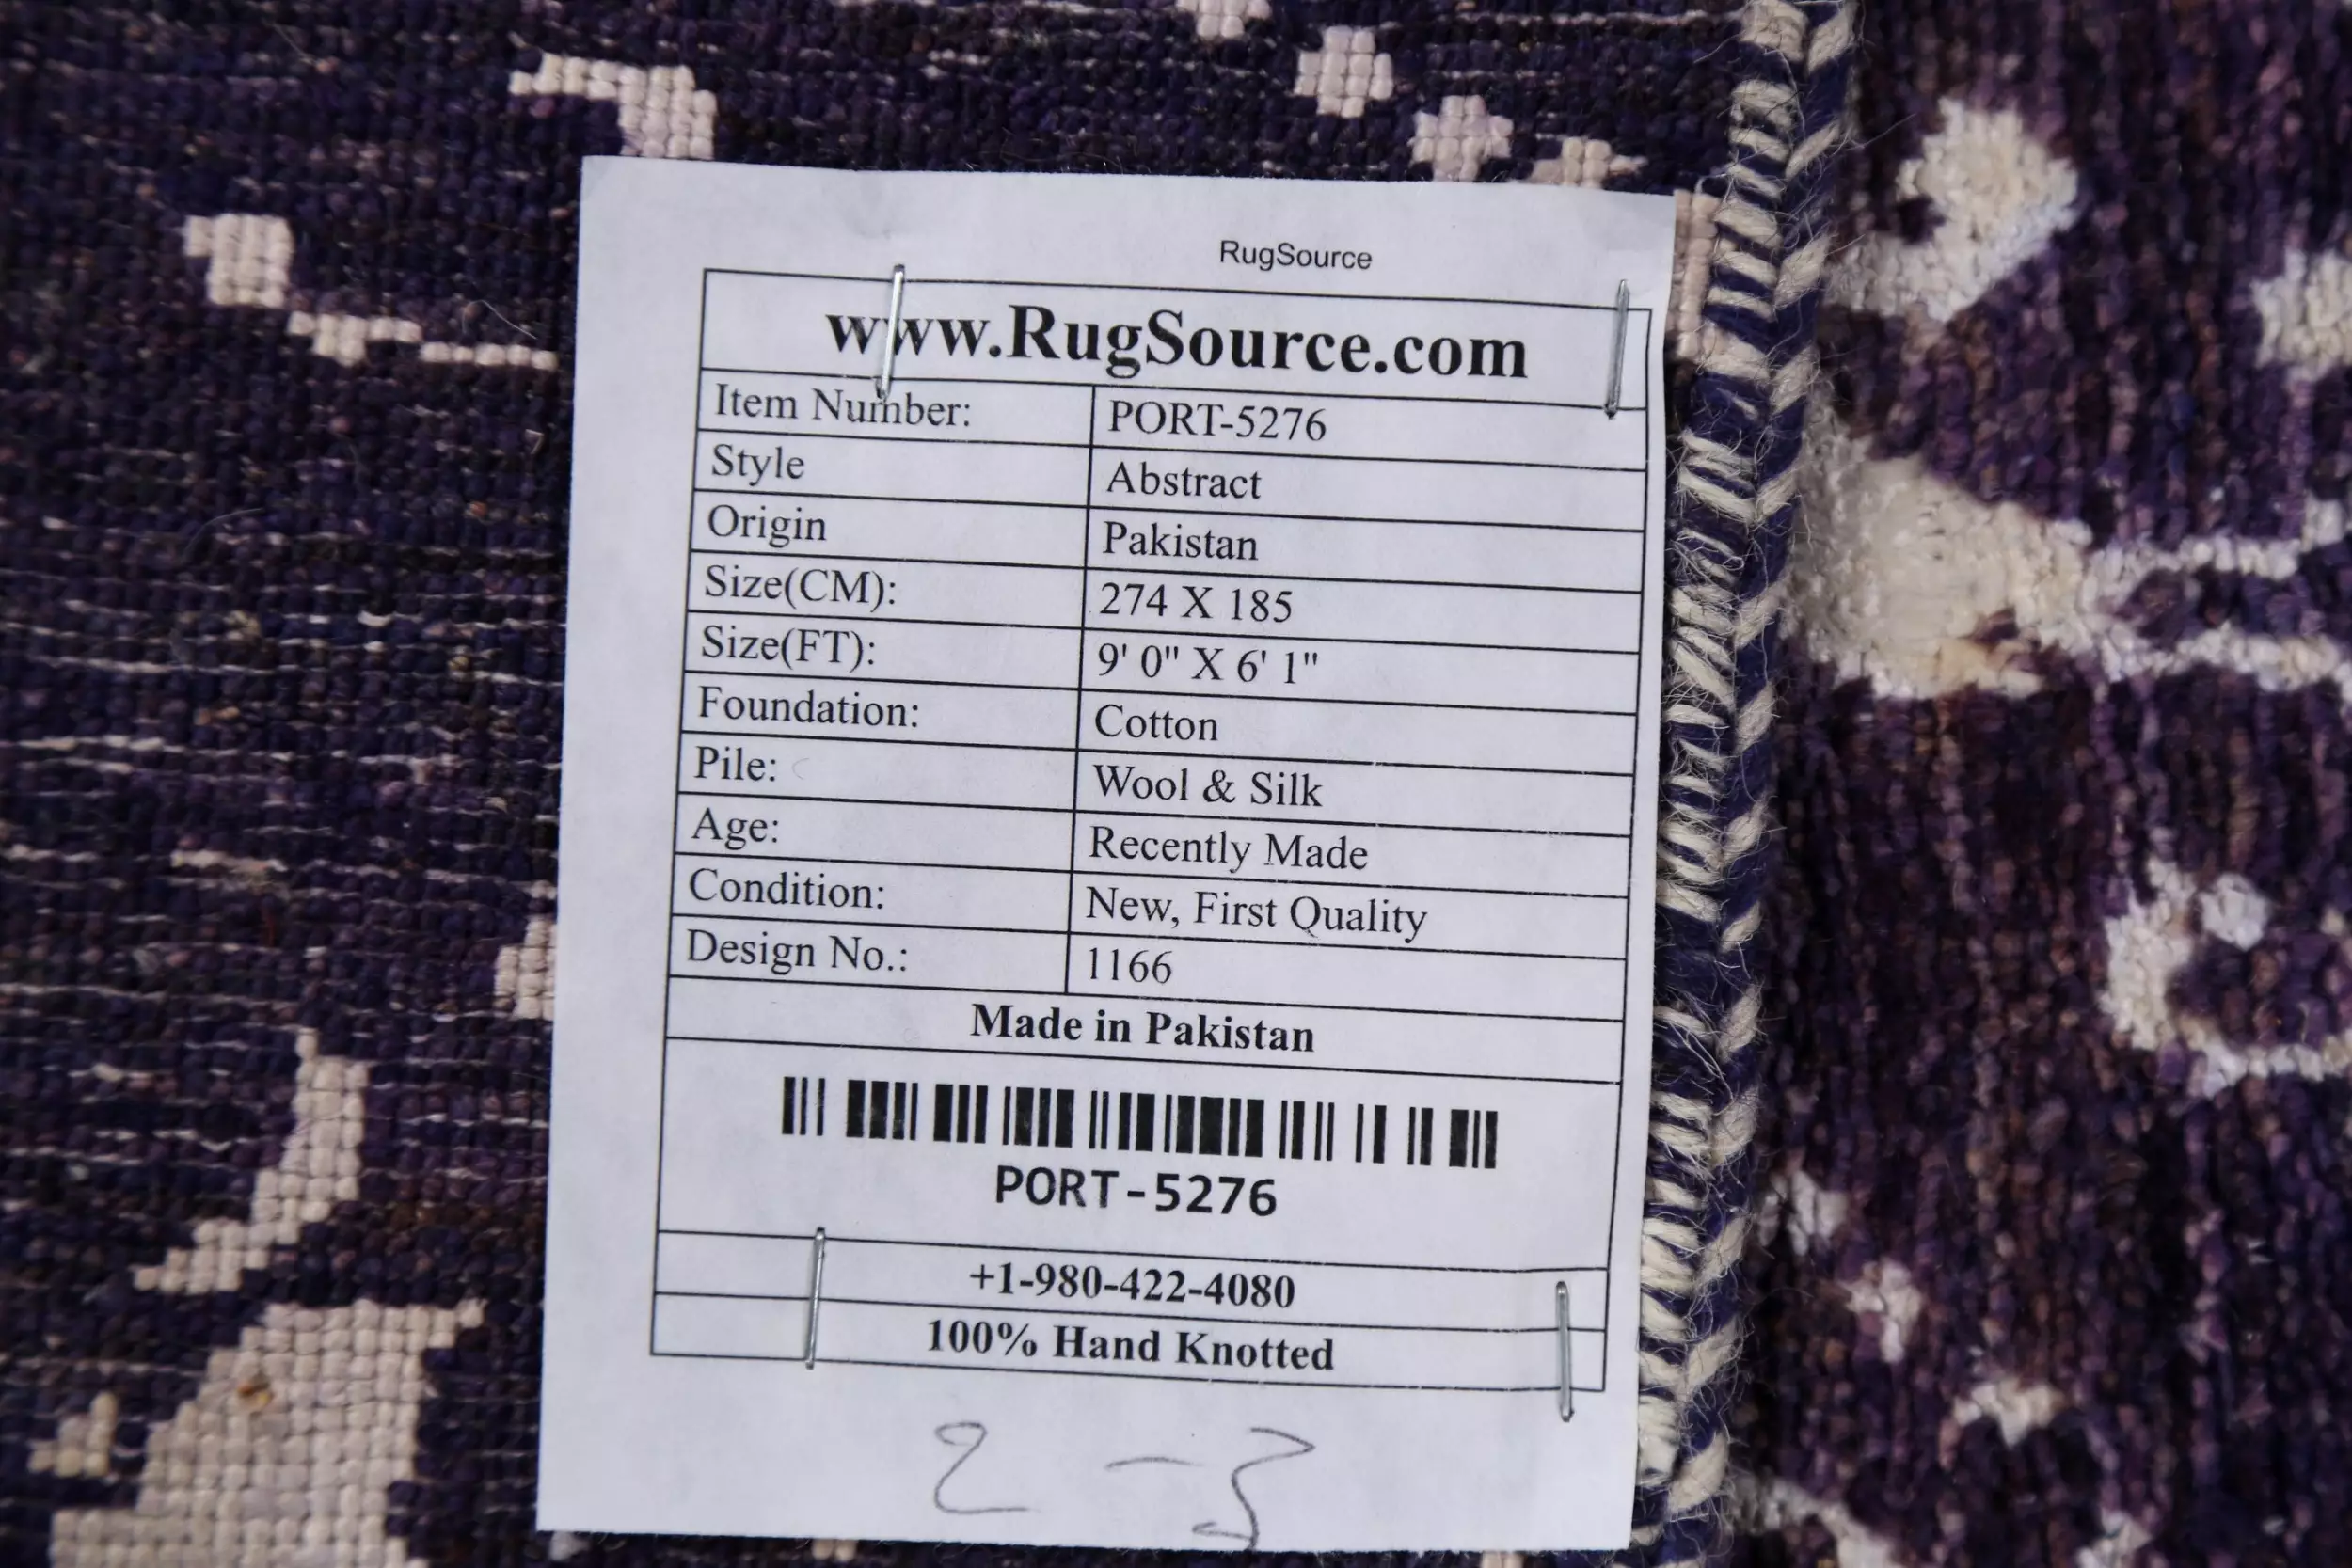 RugSource
www.RugSource.com
Item Number: PORT-5276
Style Abstract
Origin Pakistan
Size(CM): 274 X 185
Size(FT): 9' 0" X 6' 1"
Foundation: Cotton
Pile: Wool & Silk
Age: Recently Made
Condition: New, First Quality
Design No.: 1166
Made in Pakistan
PORT-5276
+1-980-422-4080
100% Hand Knotted
2 - 3